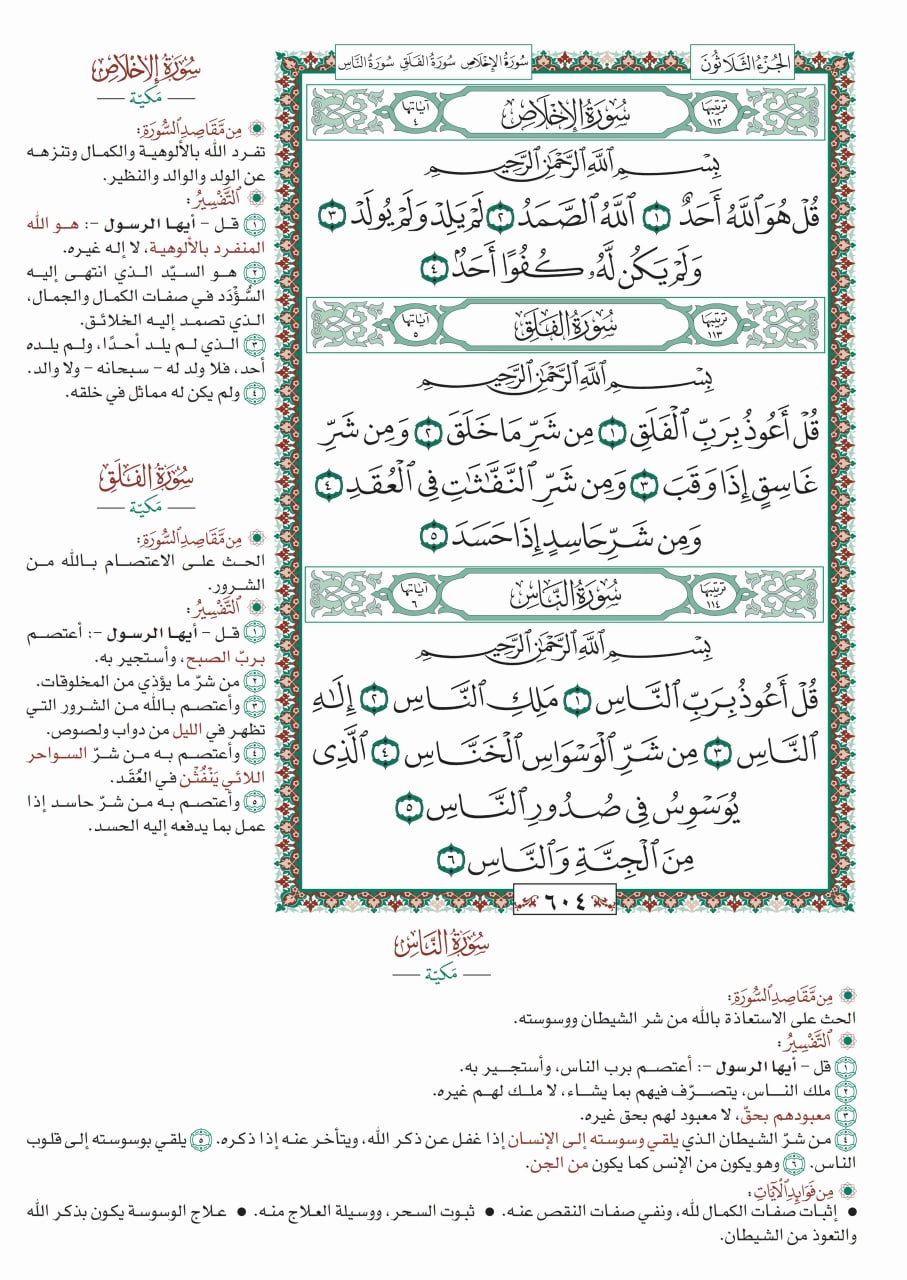 الجُزْءُ الثَّلَاثُونَ
سُورَةُ الإِخْلَاصِ سُورَةُ الفَلَقِ سُورَةُ النَّاسِ
تَرتيبُهَا ١١٢ سُورَةُ الإِخْلَاصِ آيَاتُهَا ٤
بِسْمِ ٱللَّهِ ٱلرَّحْمَٰنِ ٱلرَّحِيمِ
قُلْ هُوَ ٱللَّهُ أَحَدٌ ١ ٱللَّهُ ٱلصَّمَدُ ٢ لَمْ يَلِدْ وَلَمْ يُولَدْ ٣
وَلَمْ يَكُن لَّهُۥ كُفُوًا أَحَدٌۢ ٤
تَرتيبُهَا ١١٣ سُورَةُ الفَلَقِ آيَاتُهَا ٥
بِسْمِ ٱللَّهِ ٱلرَّحْمَٰنِ ٱلرَّحِيمِ
قُلْ أَعُوذُ بِرَبِّ ٱلْفَلَقِ ١ مِن شَرِّ مَا خَلَقَ ٢ وَمِن شَرِّ
غَاسِقٍ إِذَا وَقَبَ ٣ وَمِن شَرِّ ٱلنَّفَّٰثَٰتِ فِي ٱلْعُقَدِ ٤
وَمِن شَرِّ حَاسِدٍ إِذَا حَسَدَ ٥
تَرتيبُهَا ١١٤ سُورَةُ النَّاسِ آيَاتُهَا ٦
بِسْمِ ٱللَّهِ ٱلرَّحْمَٰنِ ٱلرَّحِيمِ
قُلْ أَعُوذُ بِرَبِّ ٱلنَّاسِ ١ مَلِكِ ٱلنَّاسِ ٢ إِلَٰهِ
ٱلنَّاسِ ٣ مِن شَرِّ ٱلْوَسْوَاسِ ٱلْخَنَّاسِ ٤ ٱلَّذِي
يُوَسْوِسُ فِي صُدُورِ ٱلنَّاسِ ٥
مِنَ ٱلْجِنَّةِ وَٱلنَّاسِ ٦
٦٠٤
سُورَةُ الإِخْلَاصِ
— مَكيّة —
مِن مَّقَاصِدِ السُّورَةِ:
تفرد الله بالألوهية والكمال وتنزهه
عن الولد والوالد والنظير.
التَّفْسِيرُ:
١ قل - أيها الرسول -: هو الله
المنفرد بالألوهية، لا إله غيره.
٢ هو السيّد الذي انتهى إليه
السُّؤْدَد في صفات الكمال والجمال،
الذي تصمد إليه الخلائق.
٣ الذي لم يلد أحدًا، ولم يلده
أحد، فلا ولد له - سبحانه - ولا والد.
٤ ولم يكن له مماثل في خلقه.
سُورَةُ الفَلَقِ
— مَكيّة —
مِن مَّقَاصِدِ السُّورَةِ:
الحث على الاعتصام بالله من
الشرور.
التَّفْسِيرُ:
١ قل - أيها الرسول -: أعتصم
بربّ الصبح، وأستجير به.
٢ من شرّ ما يؤذي من المخلوقات.
٣ وأعتصم بالله من الشرور التي
تظهر في الليل من دواب ولصوص.
٤ وأعتصم به من شرّ السواحر
اللائي يَنْفُثْن في العُقَد.
٥ وأعتصم به من شرّ حاسد إذا
عمل بما يدفعه إليه الحسد.
سُورَةُ النَّاسِ
— مَكيّة —
مِن مَّقَاصِدِ السُّورَةِ:
الحث على الاستعاذة بالله من شر الشيطان ووسوسته.
التَّفْسِيرُ:
١ قل - أيها الرسول -: أعتصم برب الناس، وأستجير به.
٢ ملك الناس، يتصرّف فيهم بما يشاء، لا ملك لهم غيره.
٣ معبودهم بحقّ، لا معبود لهم بحق غيره.
٤ من شرّ الشيطان الذي يلقي وسوسته إلى الإنسان إذا غفل عن ذكر الله، ويتأخر عنه إذا ذكره. ٥ يلقي بوسوسته إلى قلوب
الناس. ٦ وهو يكون من الإنس كما يكون من الجن.
مِن فَوَائِدِ الْآيَاتِ:
● إثبات صفات الكمال لله، ونفي صفات النقص عنه. ● ثبوت السحر، ووسيلة العلاج منه. ● علاج الوسوسة يكون بذكر الله
والتعوذ من الشيطان.